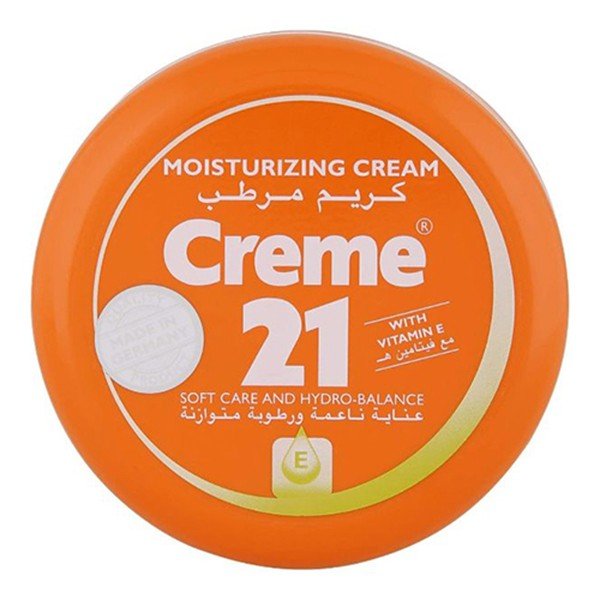 MOISTURIZING CREAM
كريم مرطب
Creme®
21
WITH
VITAMIN E
مع فيتامين هـ
MADE IN
GERMANY
SOFT CARE AND HYDRO-BALANCE
عناية ناعمة ورطوبة متوازنة
E